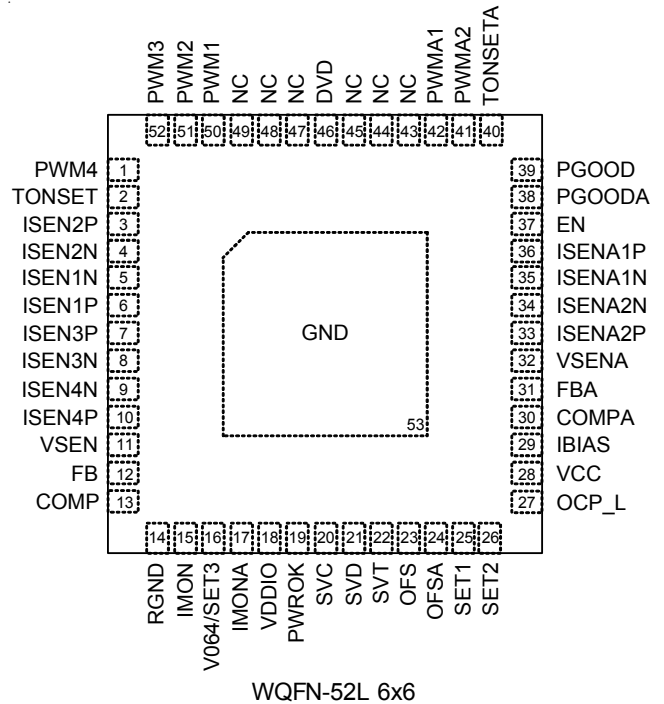 PWM3
PWM2
PWM1
NC
NC
NC
DVD
NC
NC
NC
PWMA1
PWMA2
TONSETA
52 51 50 49 48 47 46 45 44 43 42 41 40
PWM4 1
TONSET 2
ISEN2P 3
ISEN2N 4
ISEN1N 5
ISEN1P 6
ISEN3P 7
ISEN3N 8
ISEN4N 9
ISEN4P 10
VSEN 11
FB 12
COMP 13
GND
53
39 PGOOD
38 PGOODA
37 EN
36 ISENA1P
35 ISENA1N
34 ISENA2N
33 ISENA2P
32 VSENA
31 FBA
30 COMPA
29 IBIAS
28 VCC
27 OCP_L
14 15 16 17 18 19 20 21 22 23 24 25 26
RGND
IMON
V064/SET3
IMONA
VDDIO
PWROK
SVC
SVD
SVT
OFS
OFSA
SET1
SET2
WQFN-52L 6x6